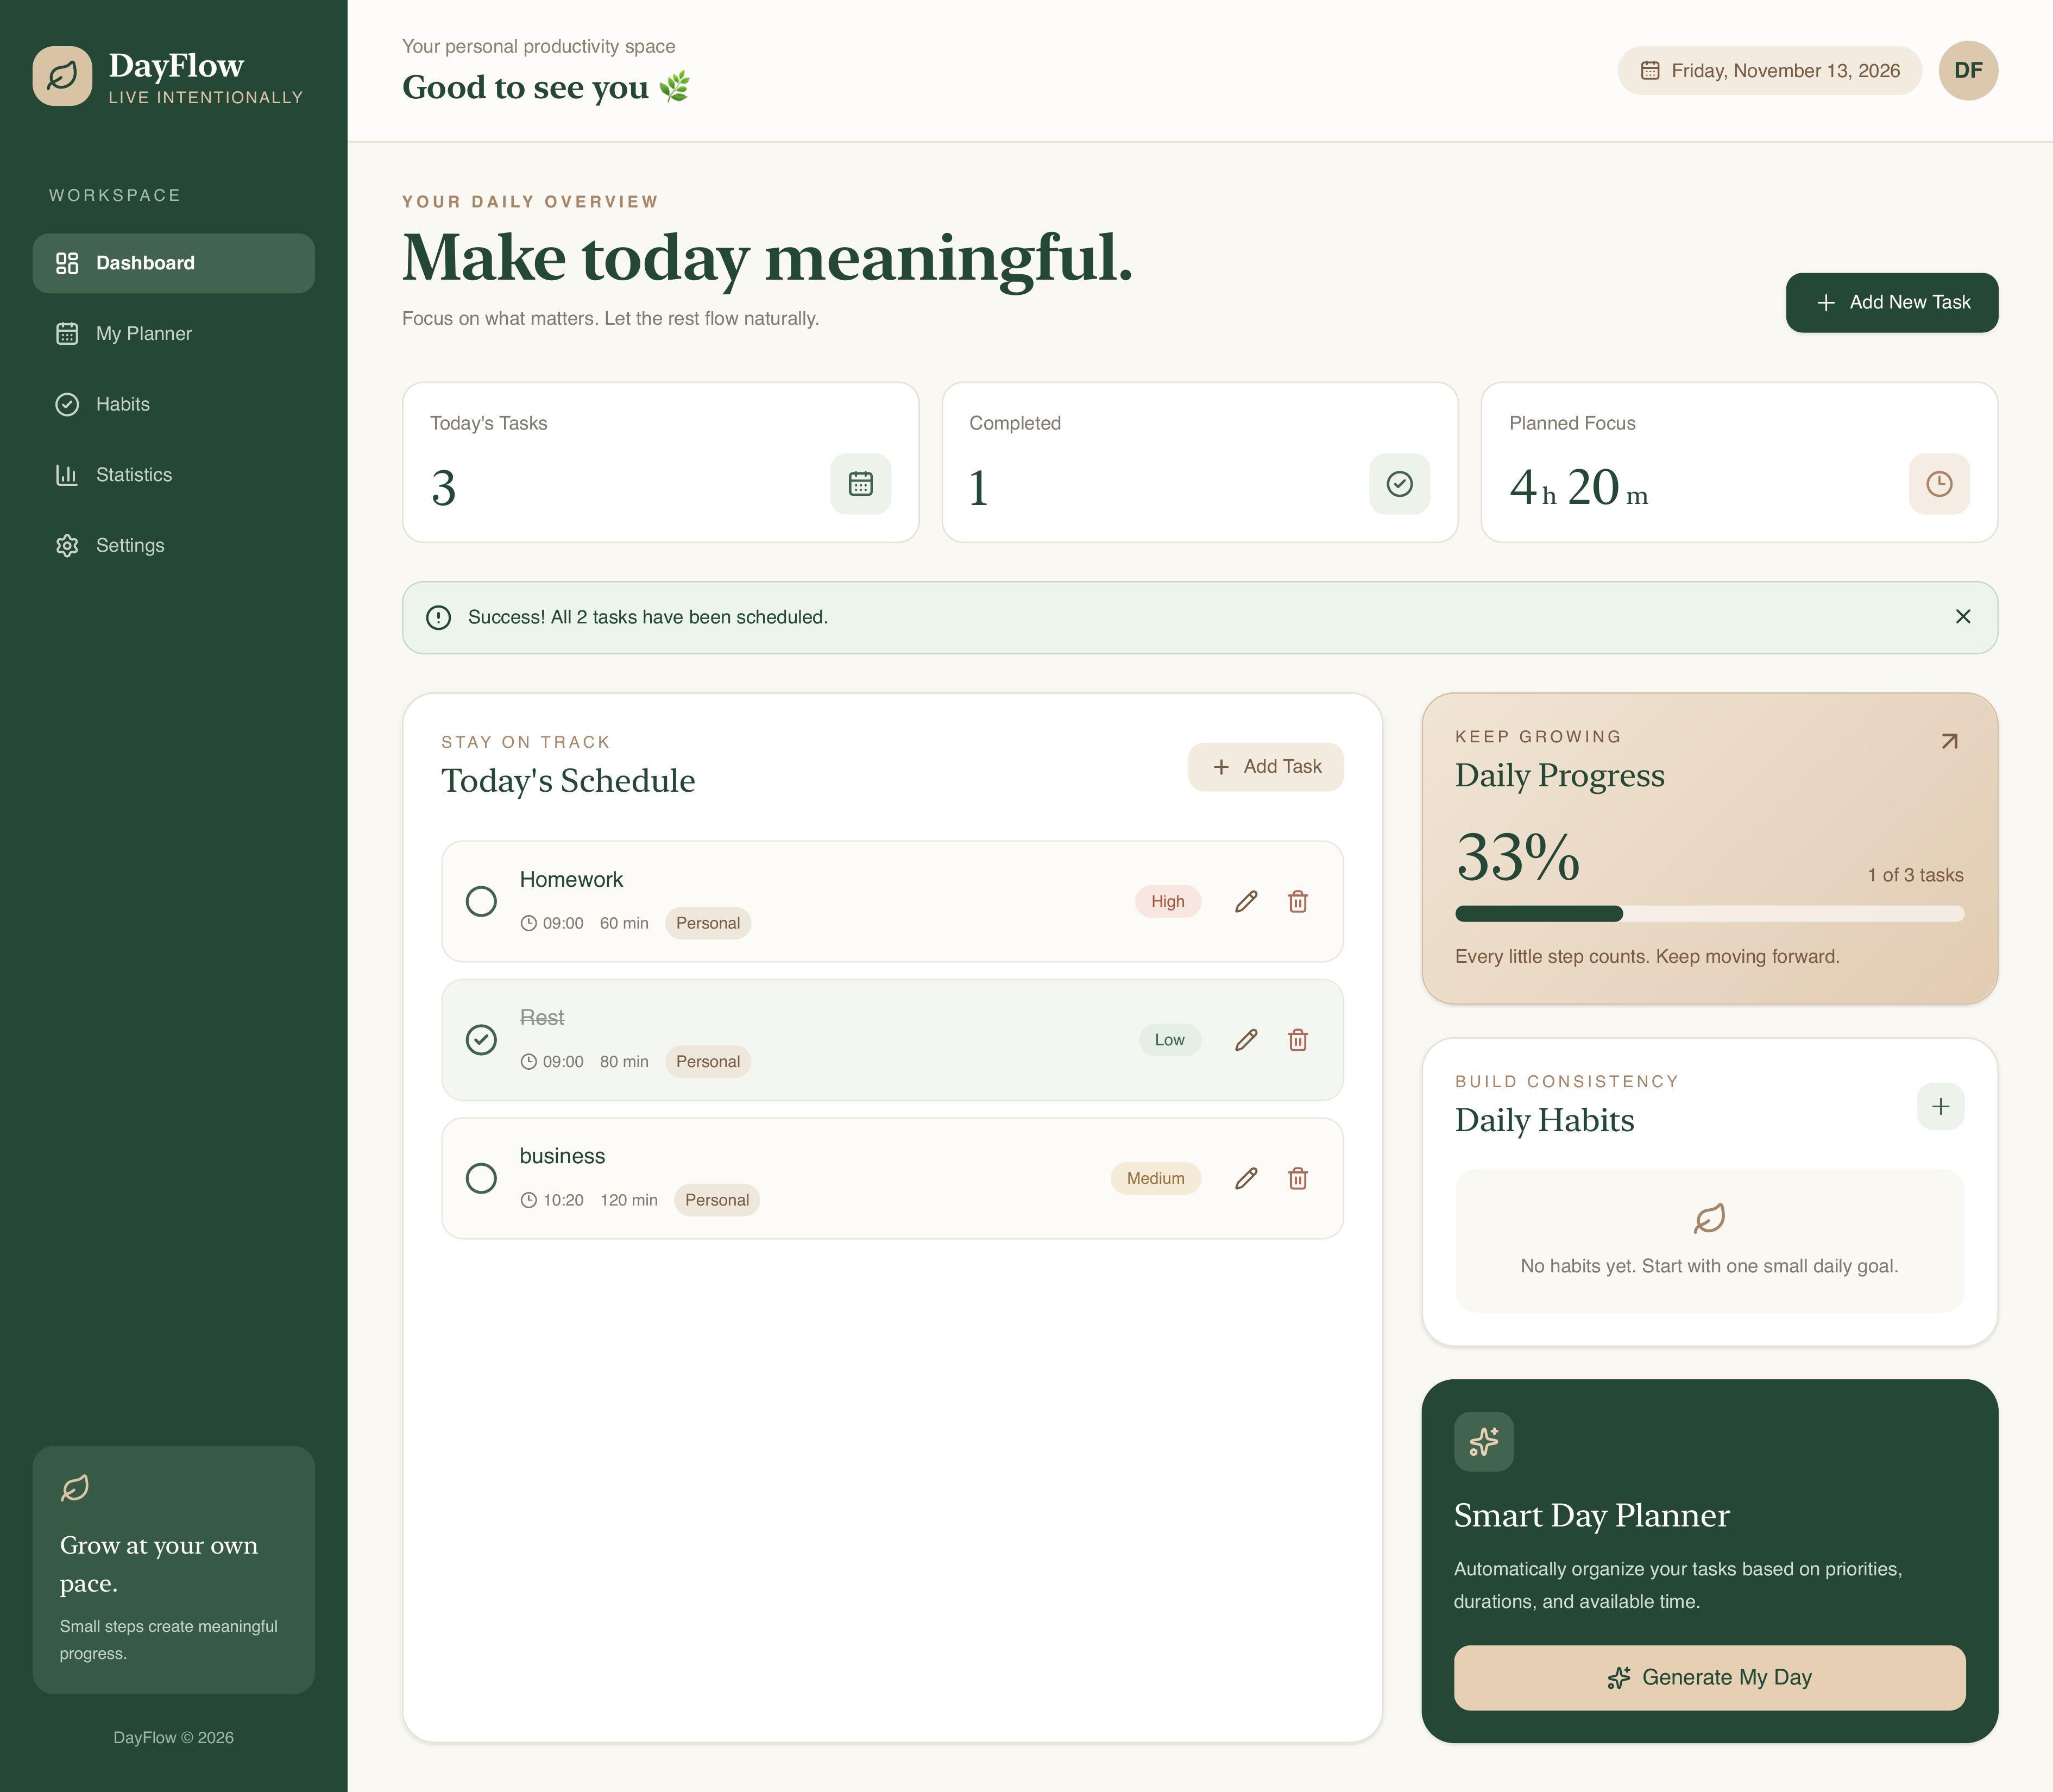 DayFlow
LIVE INTENTIONALLY
WORKSPACE
Dashboard
My Planner
Habits
Statistics
Settings
Grow at your own
pace.
Small steps create meaningful
progress.
DayFlow © 2026
Your personal productivity space
Good to see you 🌿
Friday, November 13, 2026
DF
YOUR DAILY OVERVIEW
Make today meaningful.
Focus on what matters. Let the rest flow naturally.
Add New Task
Today's Tasks
3
Completed
1
Planned Focus
4 h 20 m
Success! All 2 tasks have been scheduled.
STAY ON TRACK
Today's Schedule
Add Task
Homework
09:00 60 min Personal
High
Rest
09:00 80 min Personal
Low
business
10:20 120 min Personal
Medium
KEEP GROWING
Daily Progress
33%
1 of 3 tasks
Every little step counts. Keep moving forward.
BUILD CONSISTENCY
Daily Habits
No habits yet. Start with one small daily goal.
Smart Day Planner
Automatically organize your tasks based on priorities,
durations, and available time.
Generate My Day